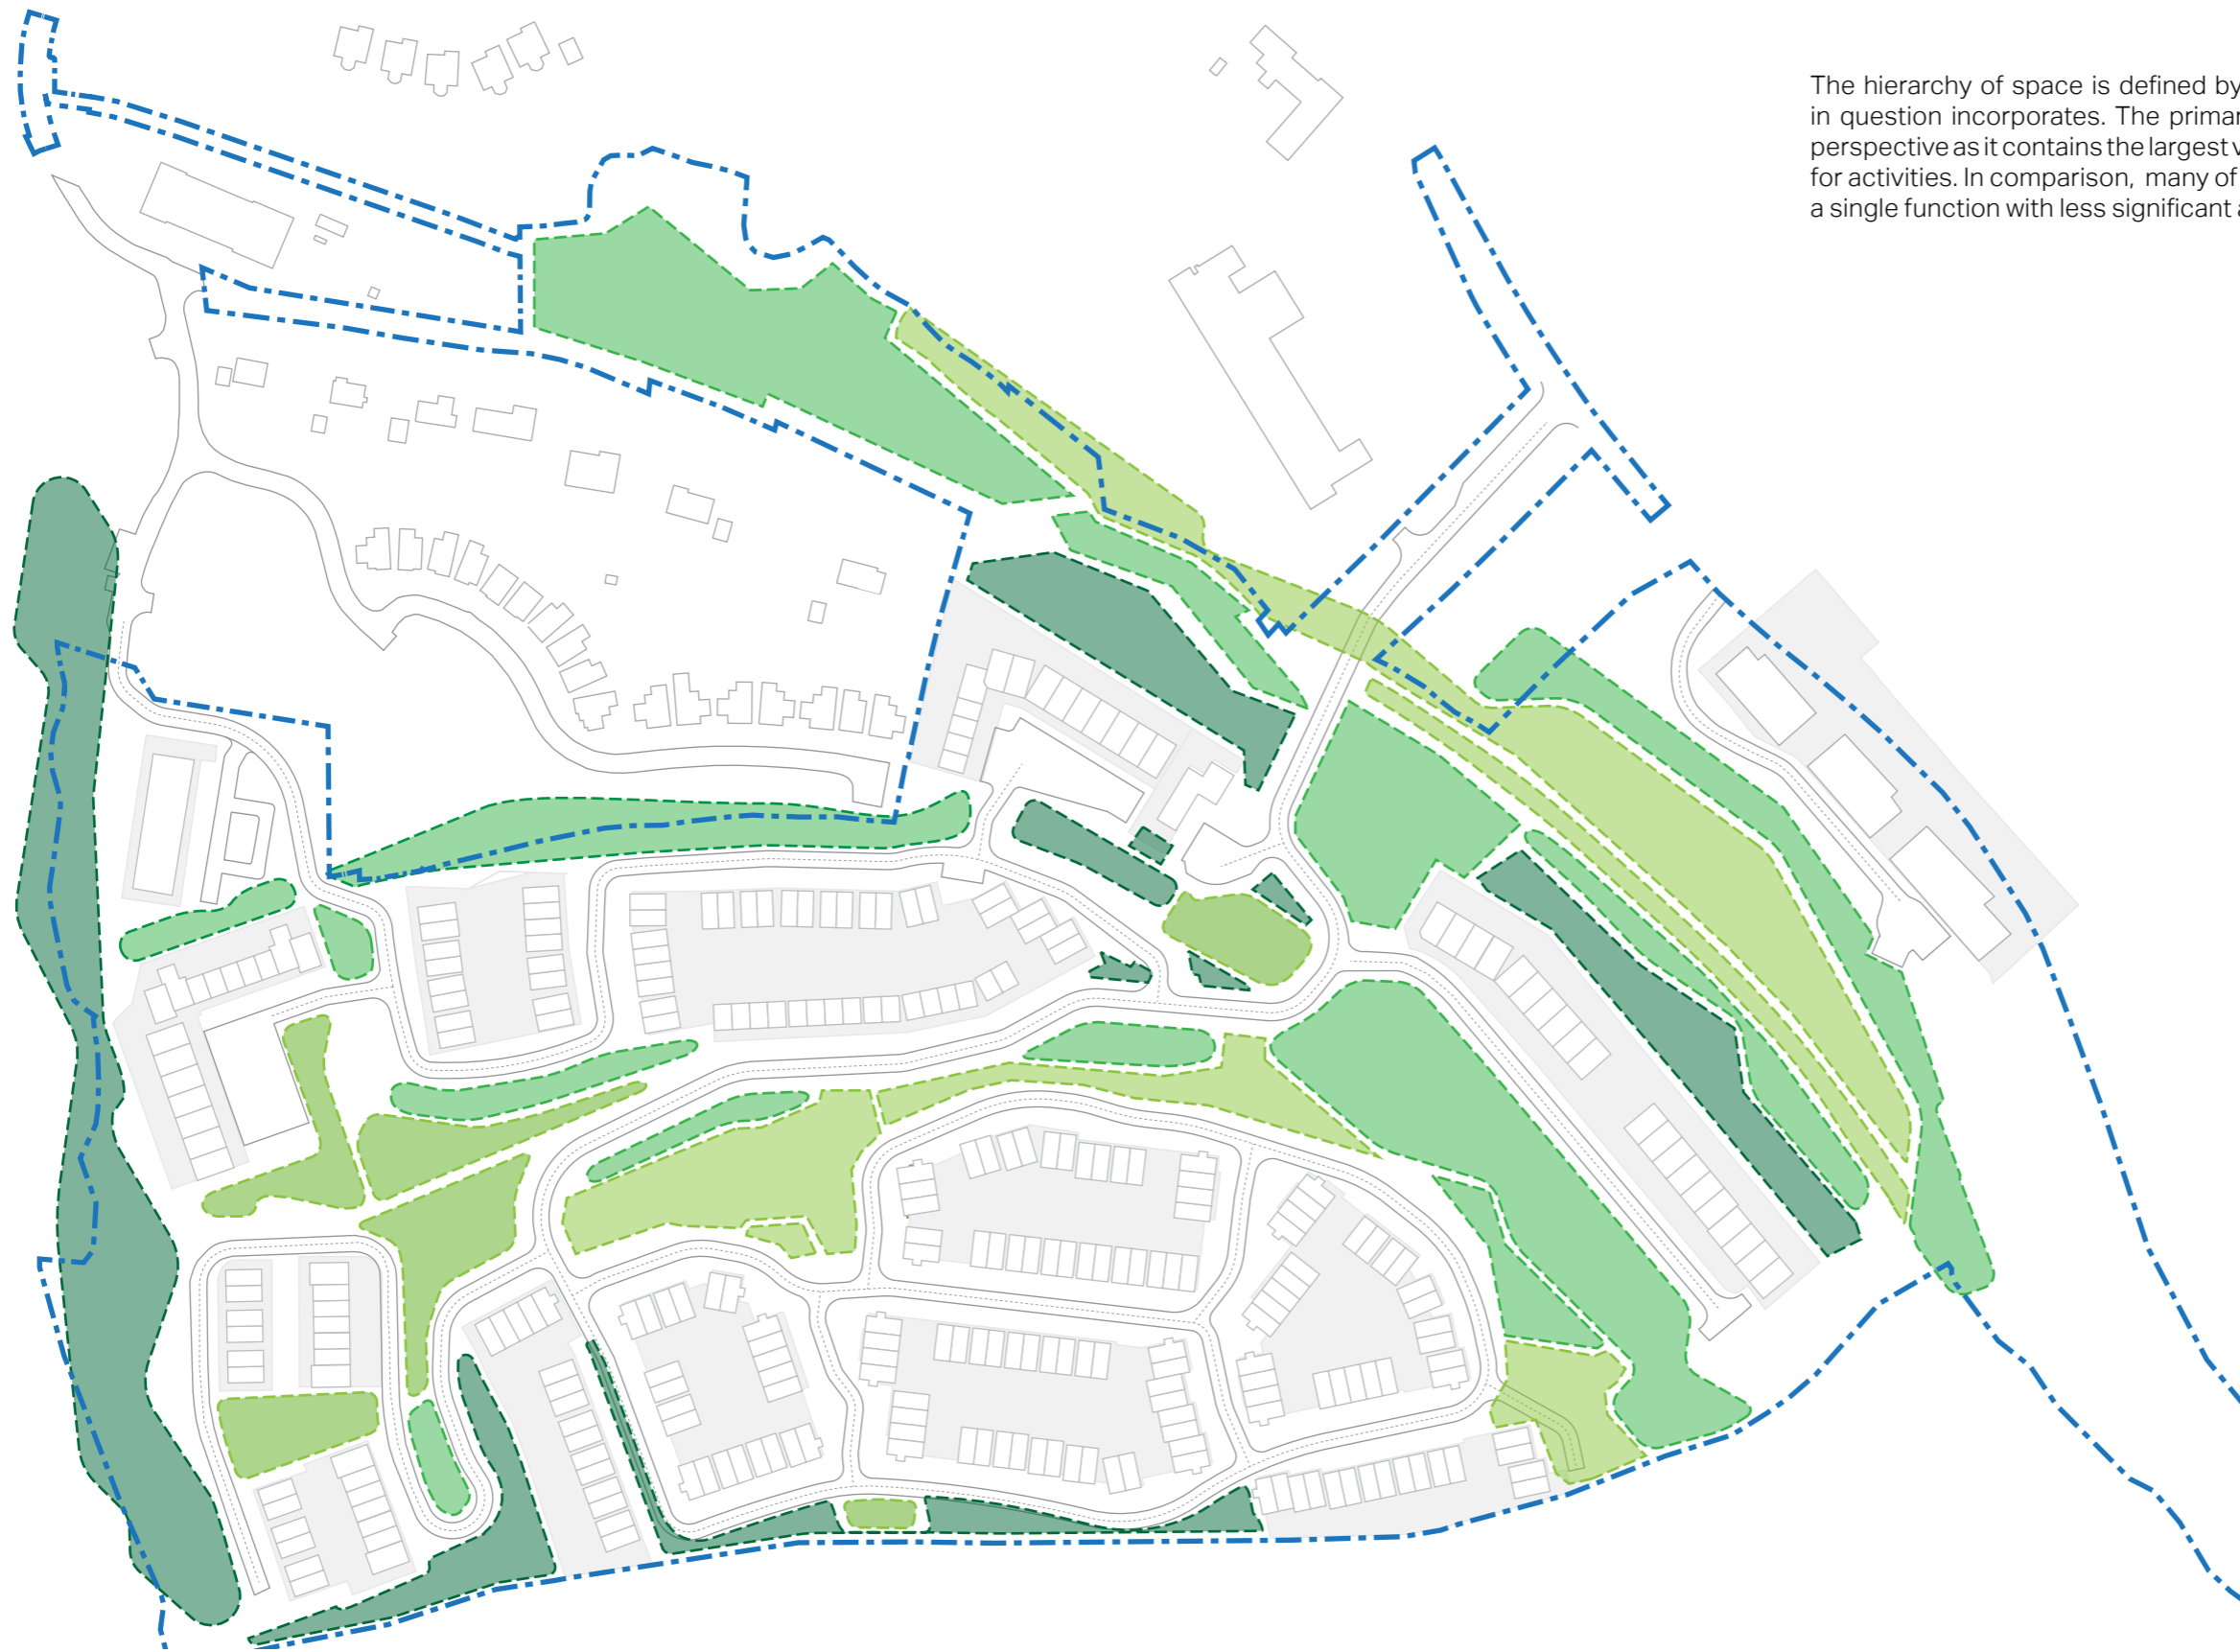 The hierarchy of space is defined by
in question incorporates. The primar
perspective as it contains the largest v
for activities. In comparison, many of
a single function with less significant a